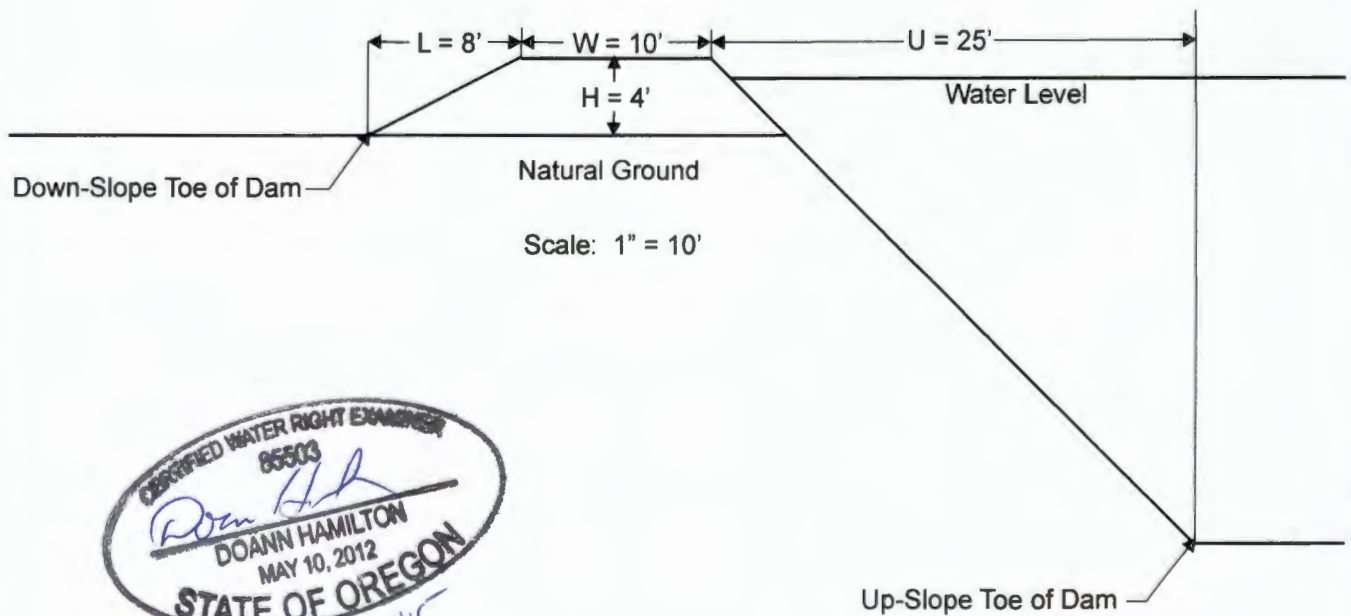 L = 8’ W = 10’ U = 25’
H = 4’
Water Level
Natural Ground
Down-Slope Toe of Dam
Scale: 1” = 10’
CERTIFIED WATER RIGHT EXAMINER
85503
DOANN HAMILTON
MAY 10, 2012
STATE OF OREGON
Up-Slope Toe of Dam